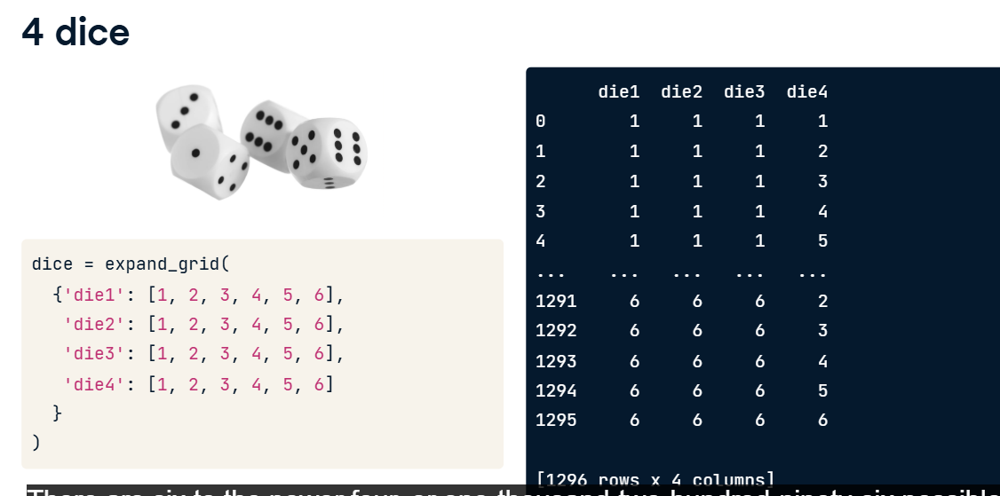 4 dice
dice = expand_grid(
  {'die1': [1, 2, 3, 4, 5, 6],
   'die2': [1, 2, 3, 4, 5, 6],
   'die3': [1, 2, 3, 4, 5, 6],
   'die4': [1, 2, 3, 4, 5, 6]
  }
)
      die1  die2  die3  die4
0        1     1     1     1
1        1     1     1     2
2        1     1     1     3
3        1     1     1     4
4        1     1     1     5
...    ...   ...   ...   ...
1291     6     6     6     2
1292     6     6     6     3
1293     6     6     6     4
1294     6     6     6     5
1295     6     6     6     6
[1296 rows x 4 columns]
There are six to the power four or one thousand two hundred ninety six possible